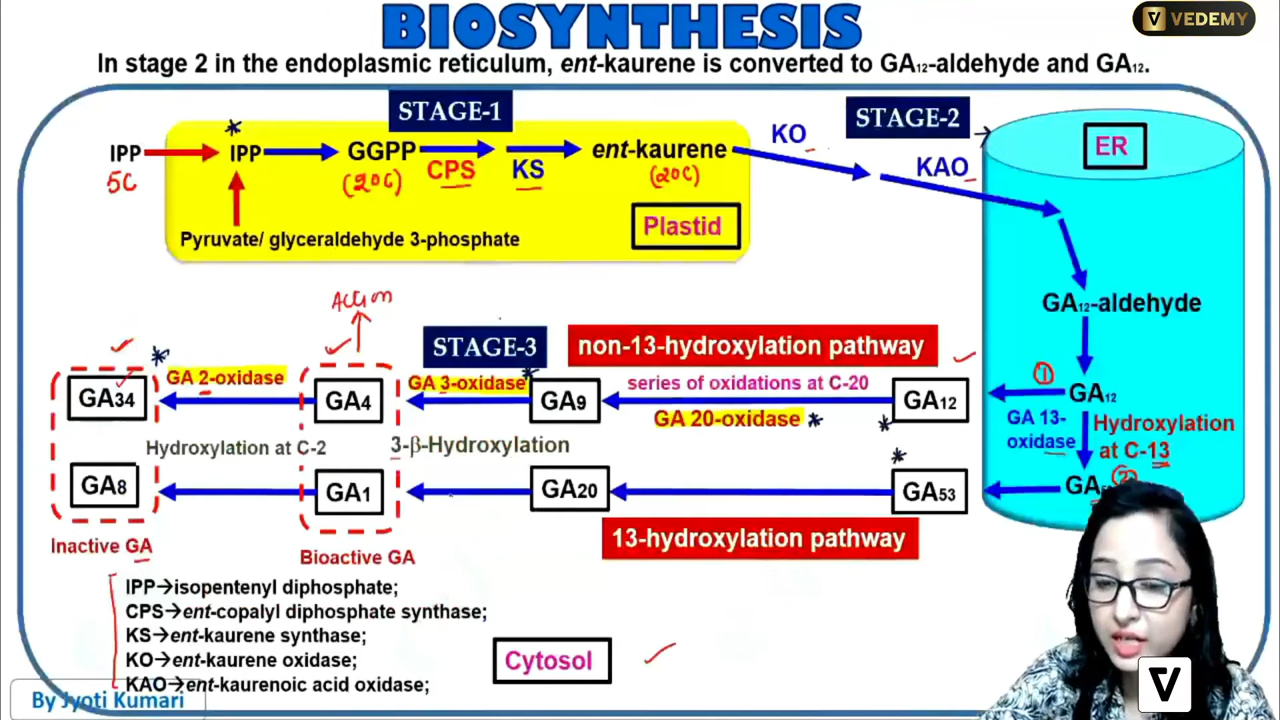 BIOSYNTHESIS
VEDEMY
In stage 2 in the endoplasmic reticulum, ent-kaurene is converted to GA₁₂-aldehyde and GA₁₂.
STAGE-1
STAGE-2
IPP
IPP
GGPP
CPS
KS
ent-kaurene
KO
KAO
ER
5C
(20C)
(20C)
Plastid
Pyruvate/ glyceraldehyde 3-phosphate
GA₁₂-aldehyde
Action
STAGE-3
non-13-hydroxylation pathway
GA34
GA 2-oxidase
GA4
GA 3-oxidase
GA9
series of oxidations at C-20
GA 20-oxidase
GA12
1
GA₁₂
GA 13-
oxidase
Hydroxylation
at C-13
Hydroxylation at C-2
3-β-Hydroxylation
GA8
GA1
GA20
GA53
GA
2
13-hydroxylation pathway
Inactive GA
Bioactive GA
IPP→isopentenyl diphosphate;
CPS→ent-copalyl diphosphate synthase;
KS→ent-kaurene synthase;
KO→ent-kaurene oxidase;
KAO→ent-kaurenoic acid oxidase;
Cytosol
By Jyoti Kumari
V